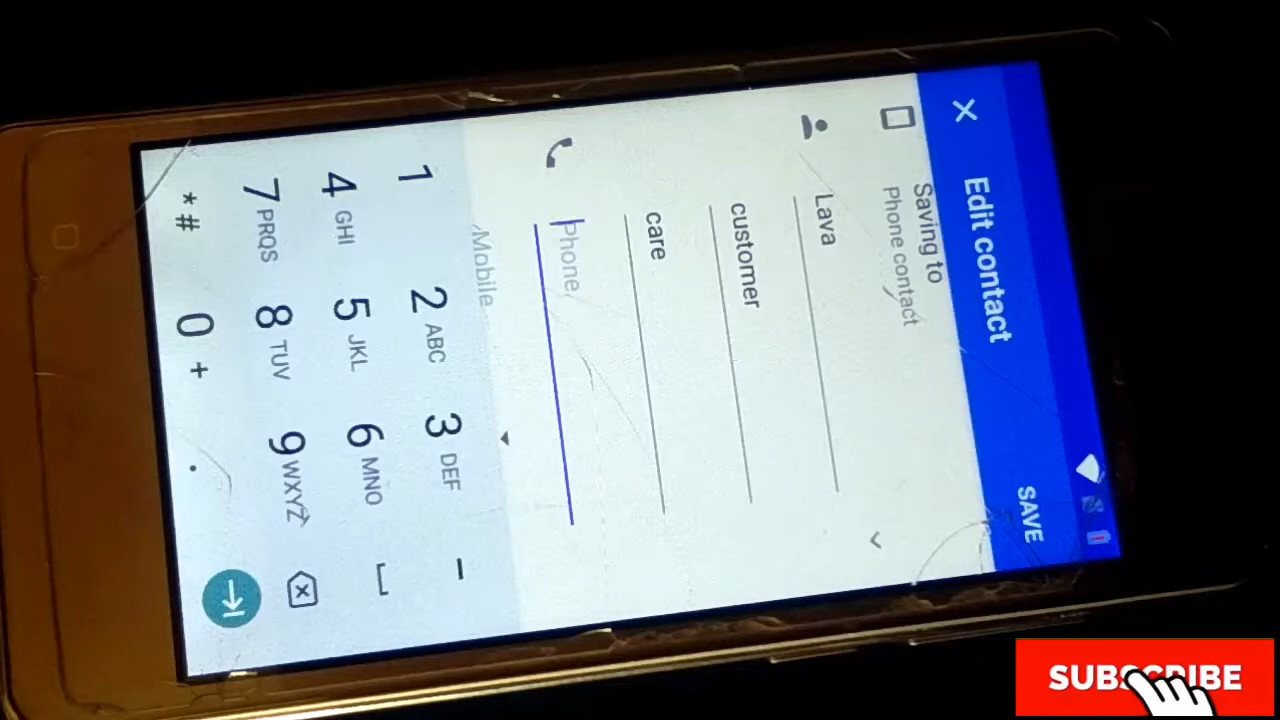 Edit contact
SAVE
Saving to
Phone contact
Lava
customer
care
Phone
Mobile
1
2 ABC
3 DEF
-
4 GHI
5 JKL
6 MNO
7 PRQS
8 TUV
9 WXYZ
*#
0 +
.
SUBSCRIBE